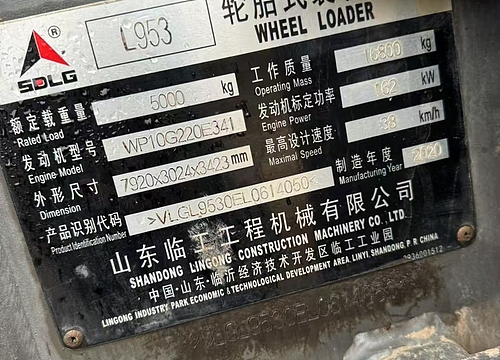 SDLG ®
L953
轮胎式装
WHEEL LOADER
额定载重量 5000 kg
Rated Load
工作质量 16800 kg
Operating Mass
发动机型号 WP10G220E341
Engine Model
发动机标定功率 162 kW
Engine Power
外形尺寸 7920x3024x3423 mm
Dimension
最高设计速度 38 km/h
Maximal Speed
产品识别代码 >VLGL9530EL0614050<
Product Identification Number
制造年度 2020
Manufacturing Year
山东临工工程机械有限公司
SHANDONG LINGONG CONSTRUCTION MACHINERY CO.,LTD.
中国·山东·临沂经济技术开发区临工工业园
LINGONG INDUSTRY PARK ECONOMIC & TECHNOLOGICAL DEVELOPMENT AREA LINYI SHANDONG P.R CHINA
2936001512